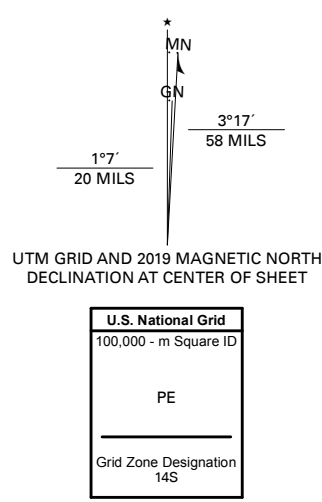 ★
MN
GN
3°17´
58 MILS
1°7´
20 MILS
UTM GRID AND 2019 MAGNETIC NORTH
DECLINATION AT CENTER OF SHEET
U.S. National Grid
100,000 - m Square ID
PE
Grid Zone Designation
14S